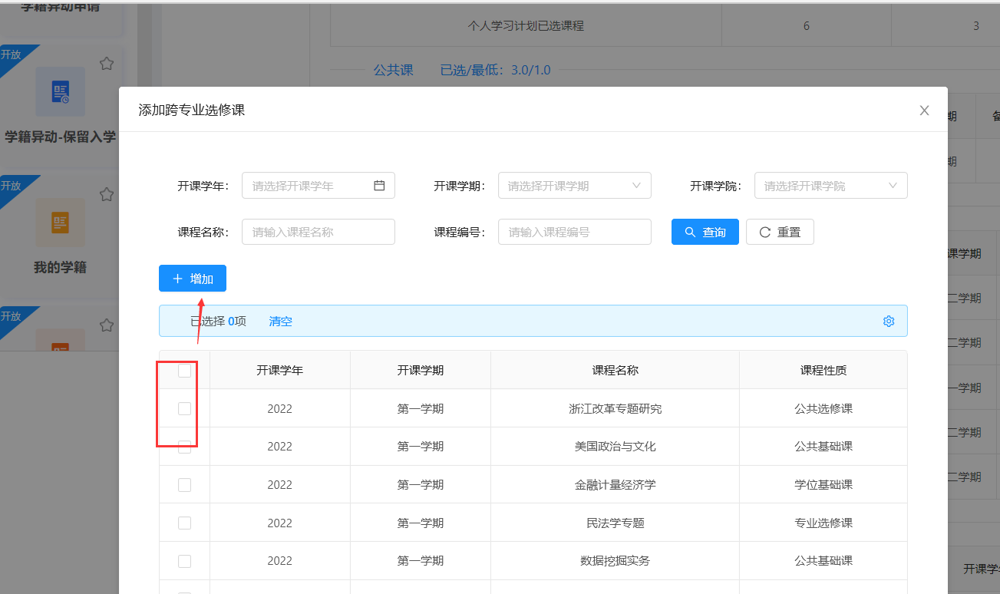 学籍异动申请
个人学习计划已选课程 6 3
开放
公共课 已选/最低：3.0/1.0
添加跨专业选修课
期 备
学籍异动-保留入学
期
开放
开课学年： 请选择开课学年 开课学期： 请选择开课学期 开课学院： 请选择开课学院
课程名称： 请输入课程名称 课程编号： 请输入课程编号 查询 重置
课学期
我的学籍
增加
二学期
开放
已选择 0项 清空
二学期
开课学年 开课学期 课程名称 课程性质
一学期
2022 第一学期 浙江改革专题研究 公共选修课
二学期
2022 第一学期 美国政治与文化 公共基础课
二学期
2022 第一学期 金融计量经济学 学位基础课
2022 第一学期 民法学专题 专业选修课
2022 第一学期 数据挖掘实务 公共基础课
开课学年